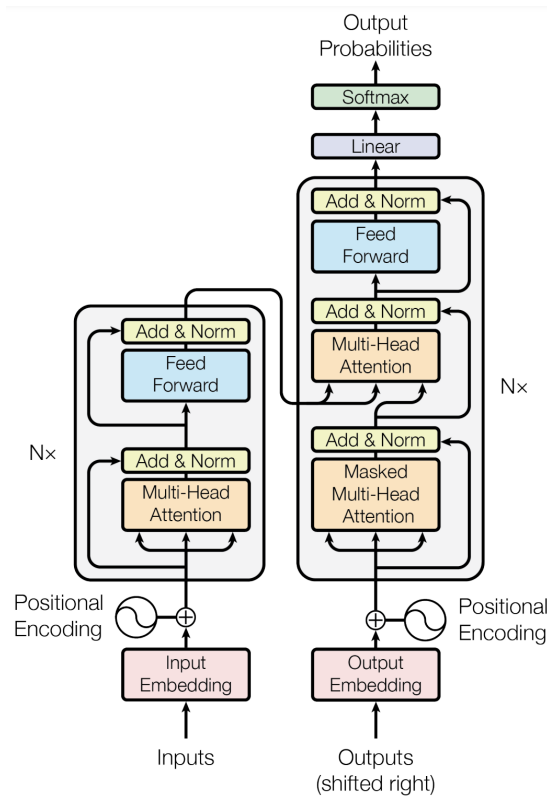 Output
Probabilities
Softmax
Linear
Add & Norm
Feed
Forward
Add & Norm
Multi-Head
Attention
Add & Norm
Masked
Multi-Head
Attention
N×
Add & Norm
Feed
Forward
Add & Norm
Multi-Head
Attention
N×
Positional
Encoding
Positional
Encoding
Input
Embedding
Output
Embedding
Inputs
Outputs
(shifted right)